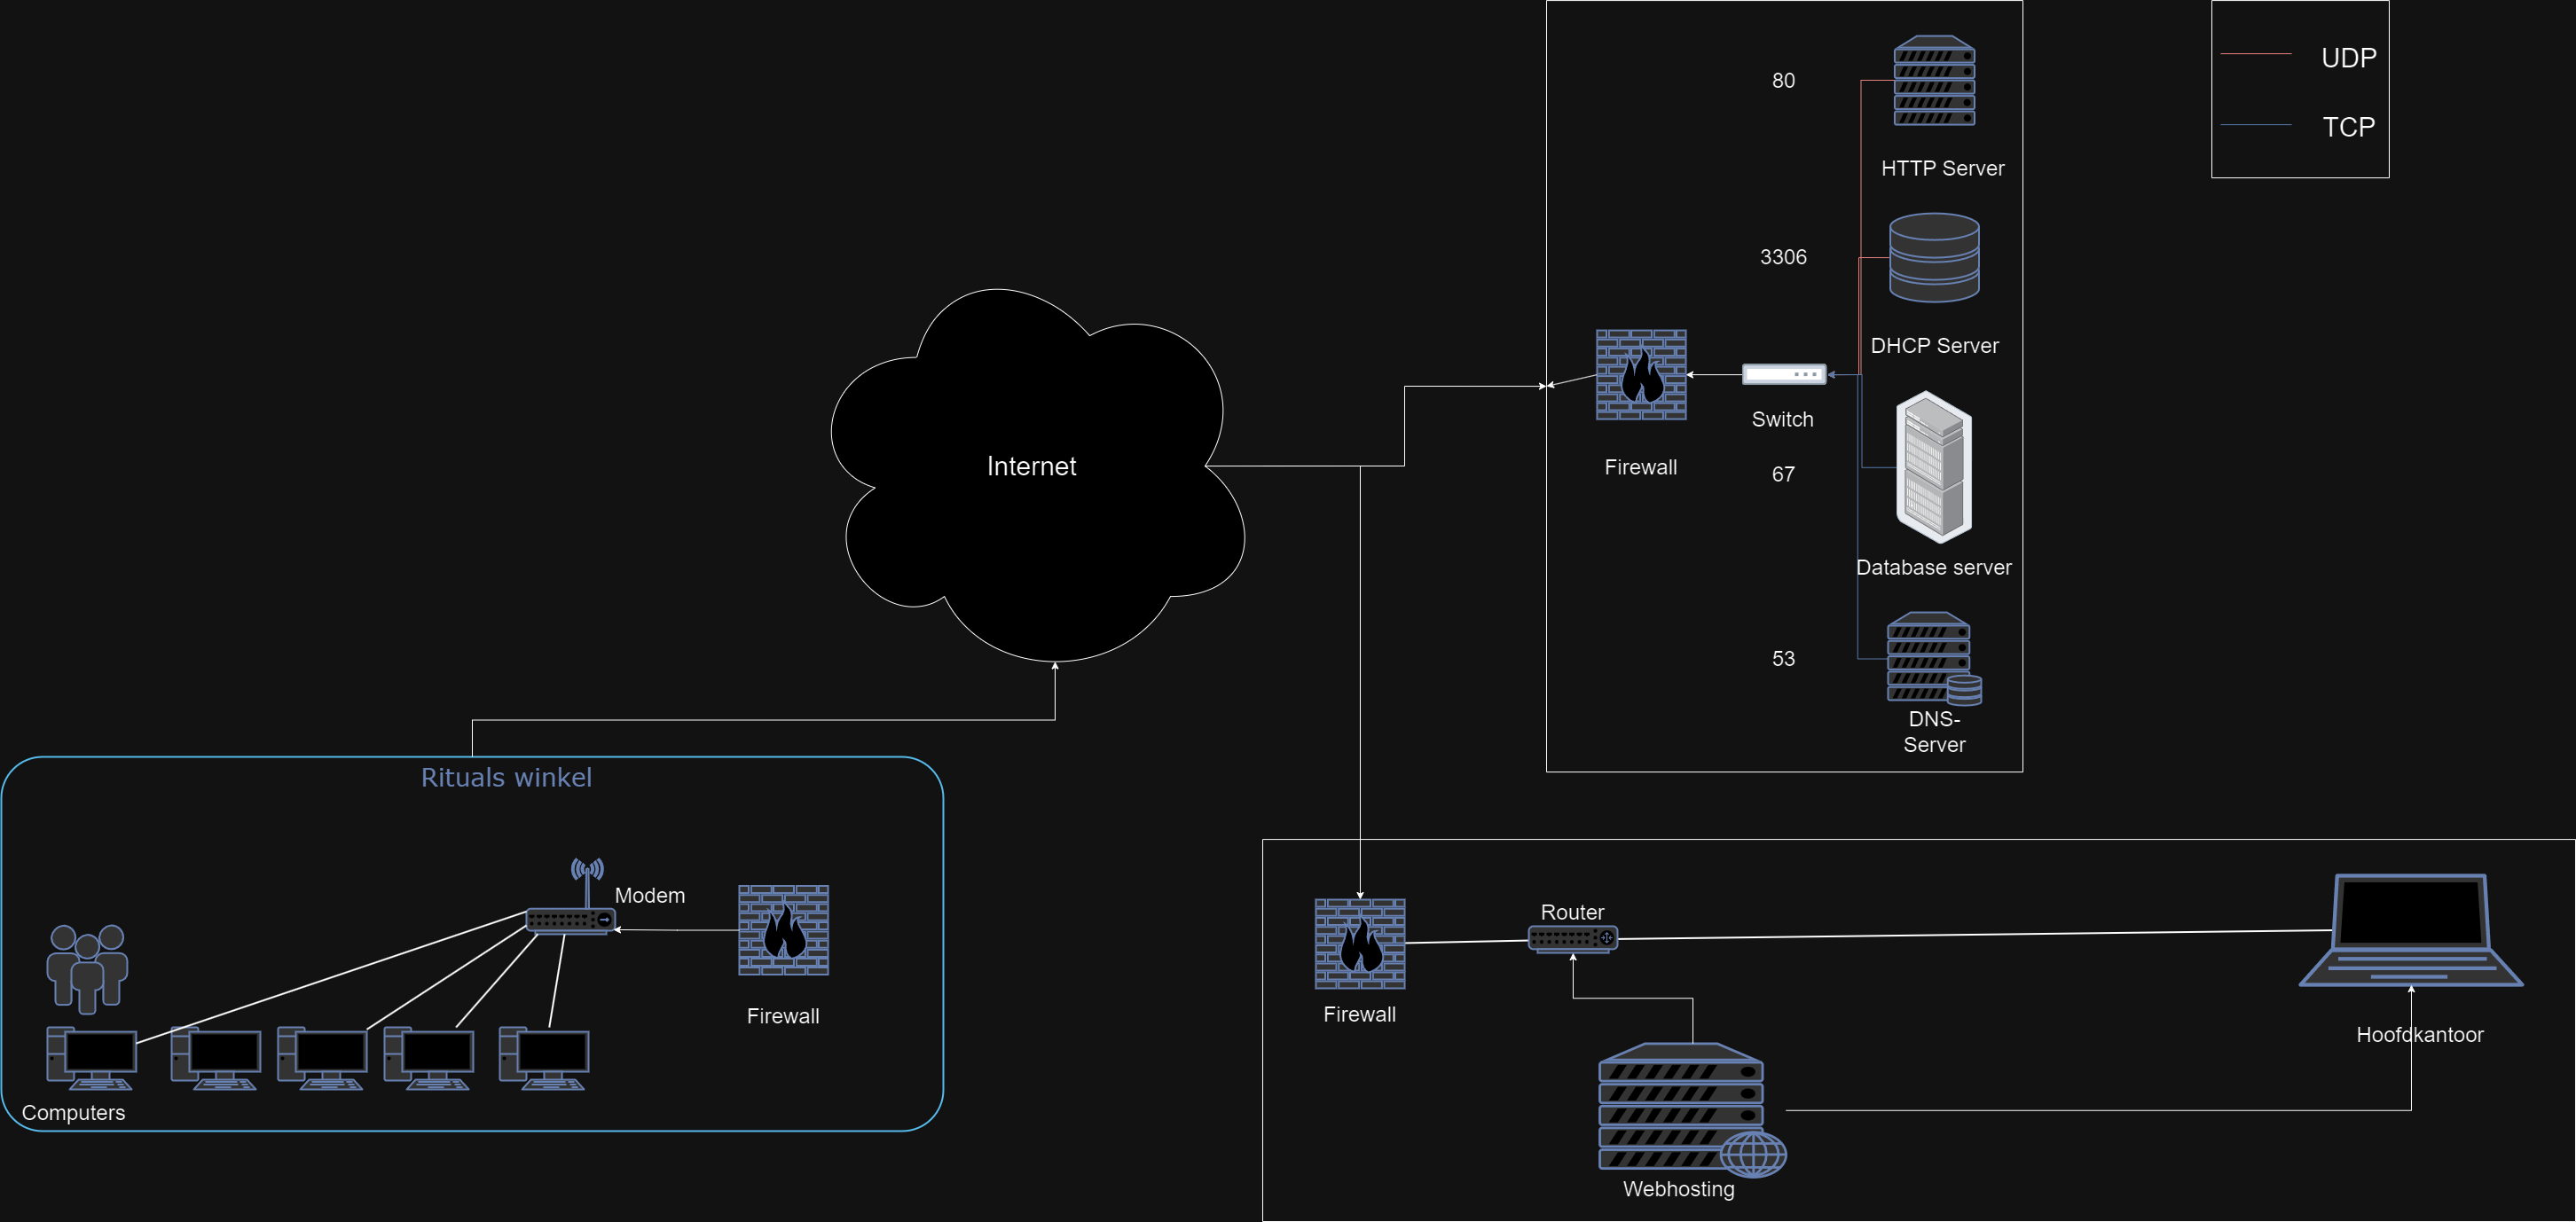 UDP
TCP
80
HTTP Server
3306
DHCP Server
Switch
Firewall
67
Database server
53
DNS-
Server
Internet
Rituals winkel
Modem
Firewall
Computers
Router
Firewall
Hoofdkantoor
Webhosting